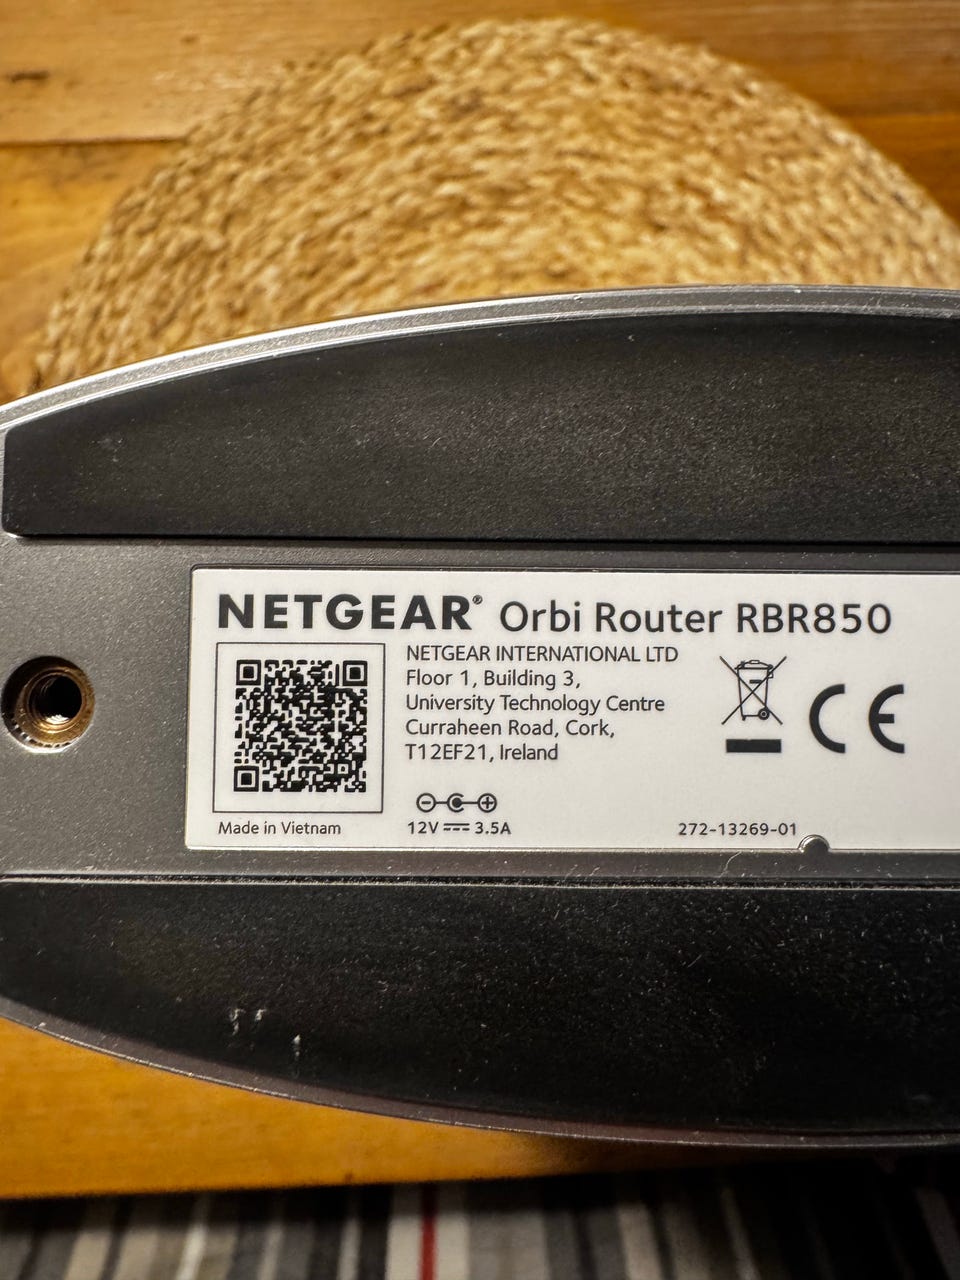 NETGEAR® Orbi Router RBR850
NETGEAR INTERNATIONAL LTD
Floor 1, Building 3,
University Technology Centre
Curraheen Road, Cork,
T12EF21, Ireland
CE
Made in Vietnam
12V ⎓ 3.5A
272-13269-01